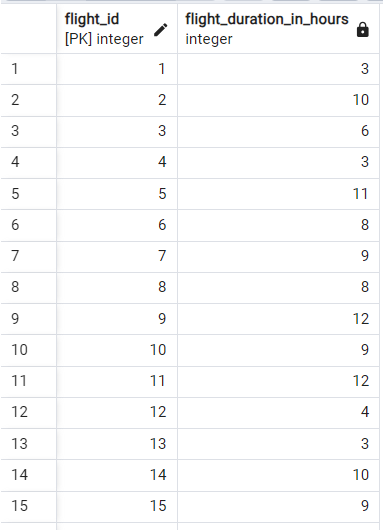 flight_id flight_duration_in_hours
[PK] integer integer
1 1 3
2 2 10
3 3 6
4 4 3
5 5 11
6 6 8
7 7 9
8 8 8
9 9 12
10 10 9
11 11 12
12 12 4
13 13 3
14 14 10
15 15 9